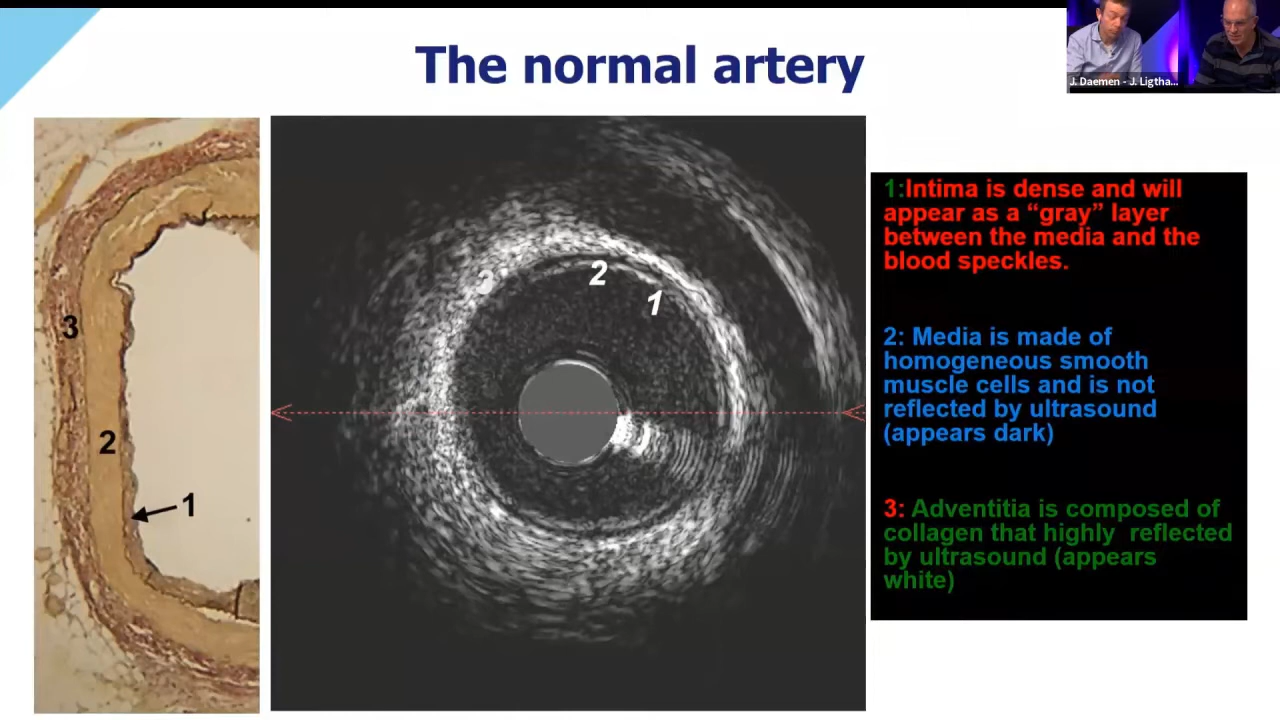 The normal artery
J. Daemen - J. Ligtha...
3
2
1
3
2
1
1:Intima is dense and will
appear as a “gray” layer
between the media and the
blood speckles.
2: Media is made of
homogeneous smooth
muscle cells and is not
reflected by ultrasound
(appears dark)
3: Adventitia is composed of
collagen that highly reflected
by ultrasound (appears
white)